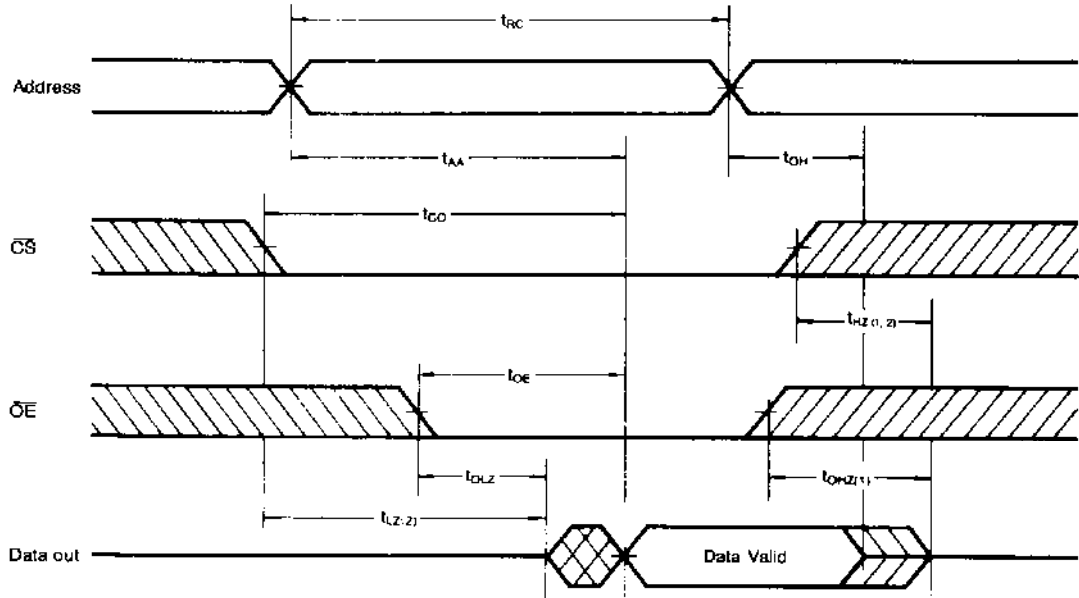 tRC
Address
tAA
tOH
tCO
CS
tHZ(1, 2)
tOE
OE
tOLZ
tOHZ(1)
tLZ(2)
Data out
Data Valid